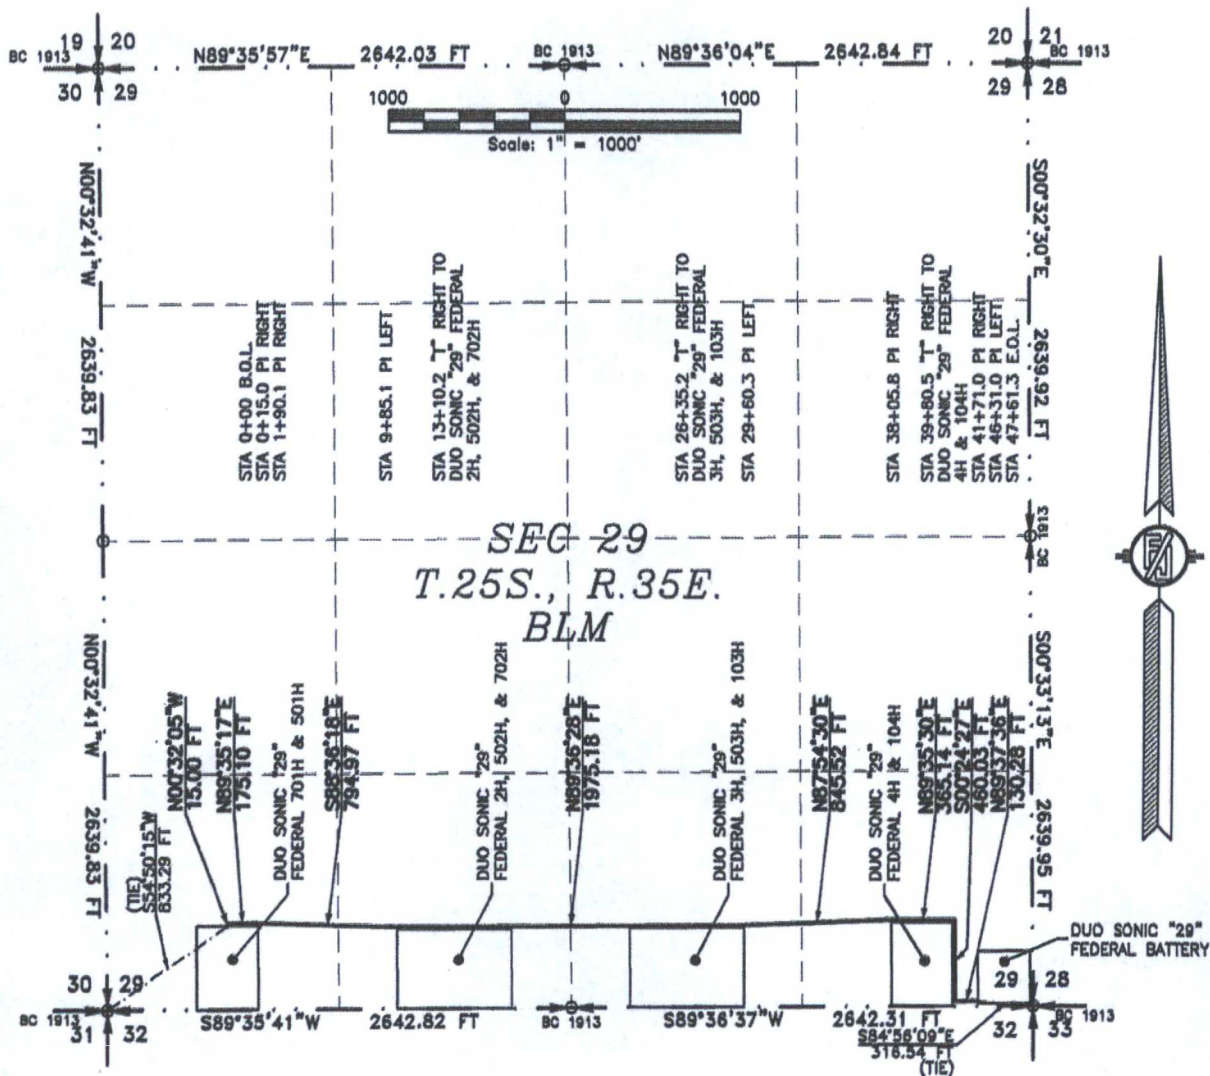 19 20
BC 1913
30 29
N89°35'57"E 2642.03 FT
BC 1913
N89°36'04"E 2642.84 FT
20 21
BC 1913
29 28
1000 0 1000
Scale: 1" = 1000'
N00°32'41"W 2639.83 FT
S00°32'30"E 2639.92 FT
STA 0+00 B.O.L.
STA 0+15.0 PI RIGHT
STA 1+90.1 PI RIGHT
STA 9+85.1 PI LEFT
STA 13+10.2 "T" RIGHT TO
DUO SONIC "29" FEDERAL
2H, 502H, & 702H
STA 26+35.2 "T" RIGHT TO
DUO SONIC "29" FEDERAL
3H, 503H, & 103H
STA 29+60.3 PI LEFT
STA 38+05.8 PI RIGHT
STA 39+80.5 "T" RIGHT TO
DUO SONIC "29" FEDERAL
4H & 104H
STA 41+71.0 PI RIGHT
STA 46+31.0 PI LEFT
STA 47+61.3 E.O.L.
BC 1913
SEC 29
T.25S., R.35E.
BLM
N00°32'41"W 2639.83 FT
S00°33'13"E 2639.95 FT
(TIE)
S54°50'15"W
833.29 FT
N00°32'05"W
15.00 FT
N89°35'17"E
175.10 FT
DUO SONIC "29"
FEDERAL 701H & 501H
S88°36'18"E
794.97 FT
DUO SONIC "29"
FEDERAL 2H, 502H, & 702H
N89°36'28"E
1975.18 FT
DUO SONIC "29"
FEDERAL 3H, 503H, & 103H
N87°54'30"E
845.52 FT
DUO SONIC "29"
FEDERAL 4H & 104H
N89°35'30"E
365.14 FT
S00°24'27"E
460.03 FT
N89°37'36"E
130.28 FT
DUO SONIC "29"
FEDERAL BATTERY
30 29
BC 1913
31 32
S89°35'41"W 2642.82 FT
BC 1913
S89°36'37"W 2642.31 FT
29 28
BC 1913
32 33
S84°56'09"E
316.54 FT
(TIE)